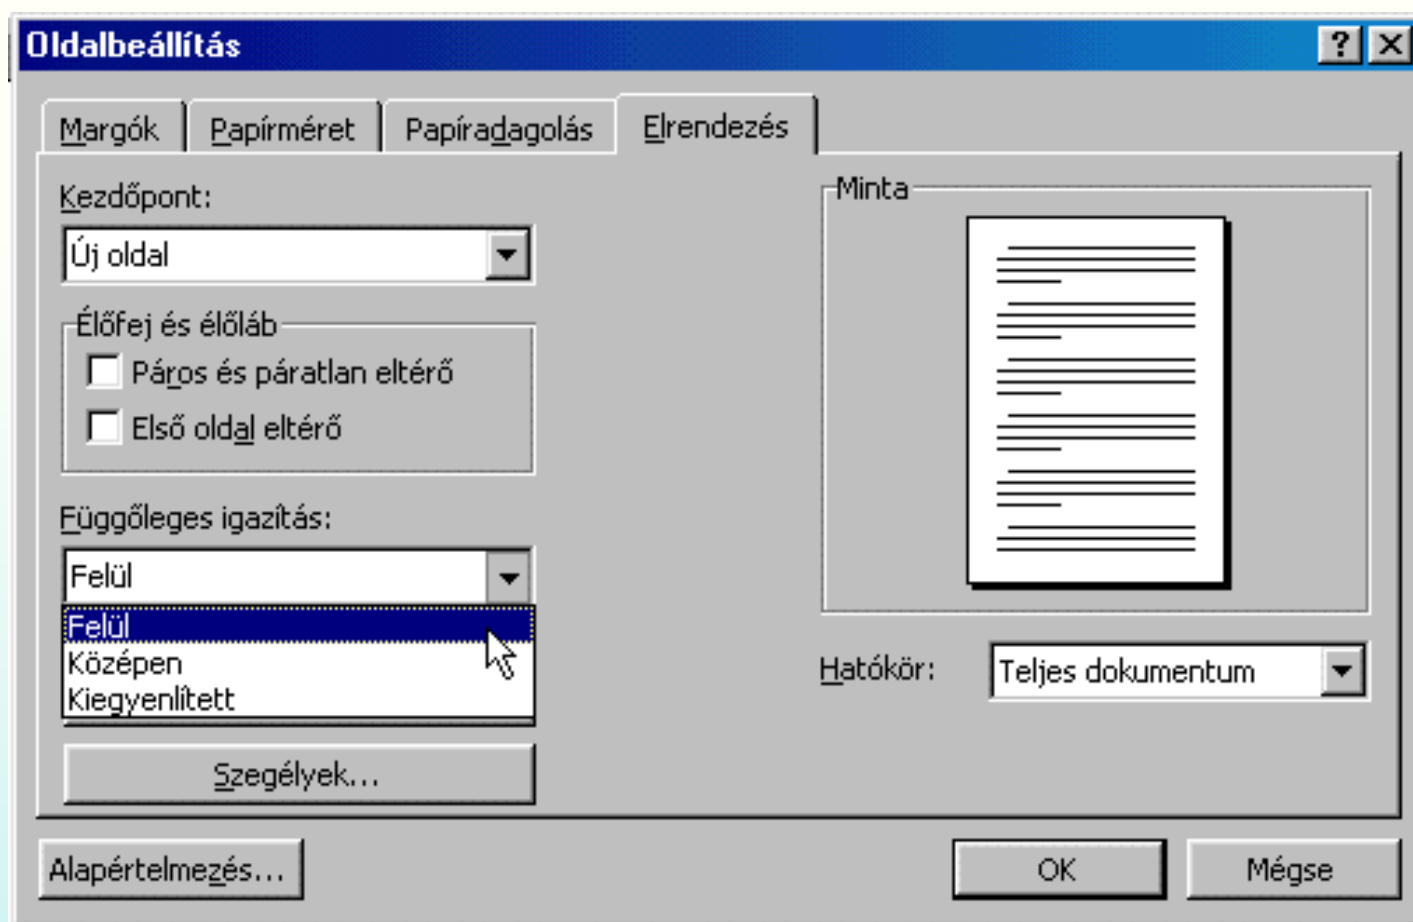 Oldalbeállítás
Margók
Papírméret
Papíradagolás
Elrendezés
Kezdőpont:
Új oldal
Élőfej és élőláb
Páros és páratlan eltérő
Első oldal eltérő
Függőleges igazítás:
Felül
Felül
Középen
Kiegyenlített
Szegélyek...
Minta
Hatókör:
Teljes dokumentum
Alapértelmezés...
OK
Mégse